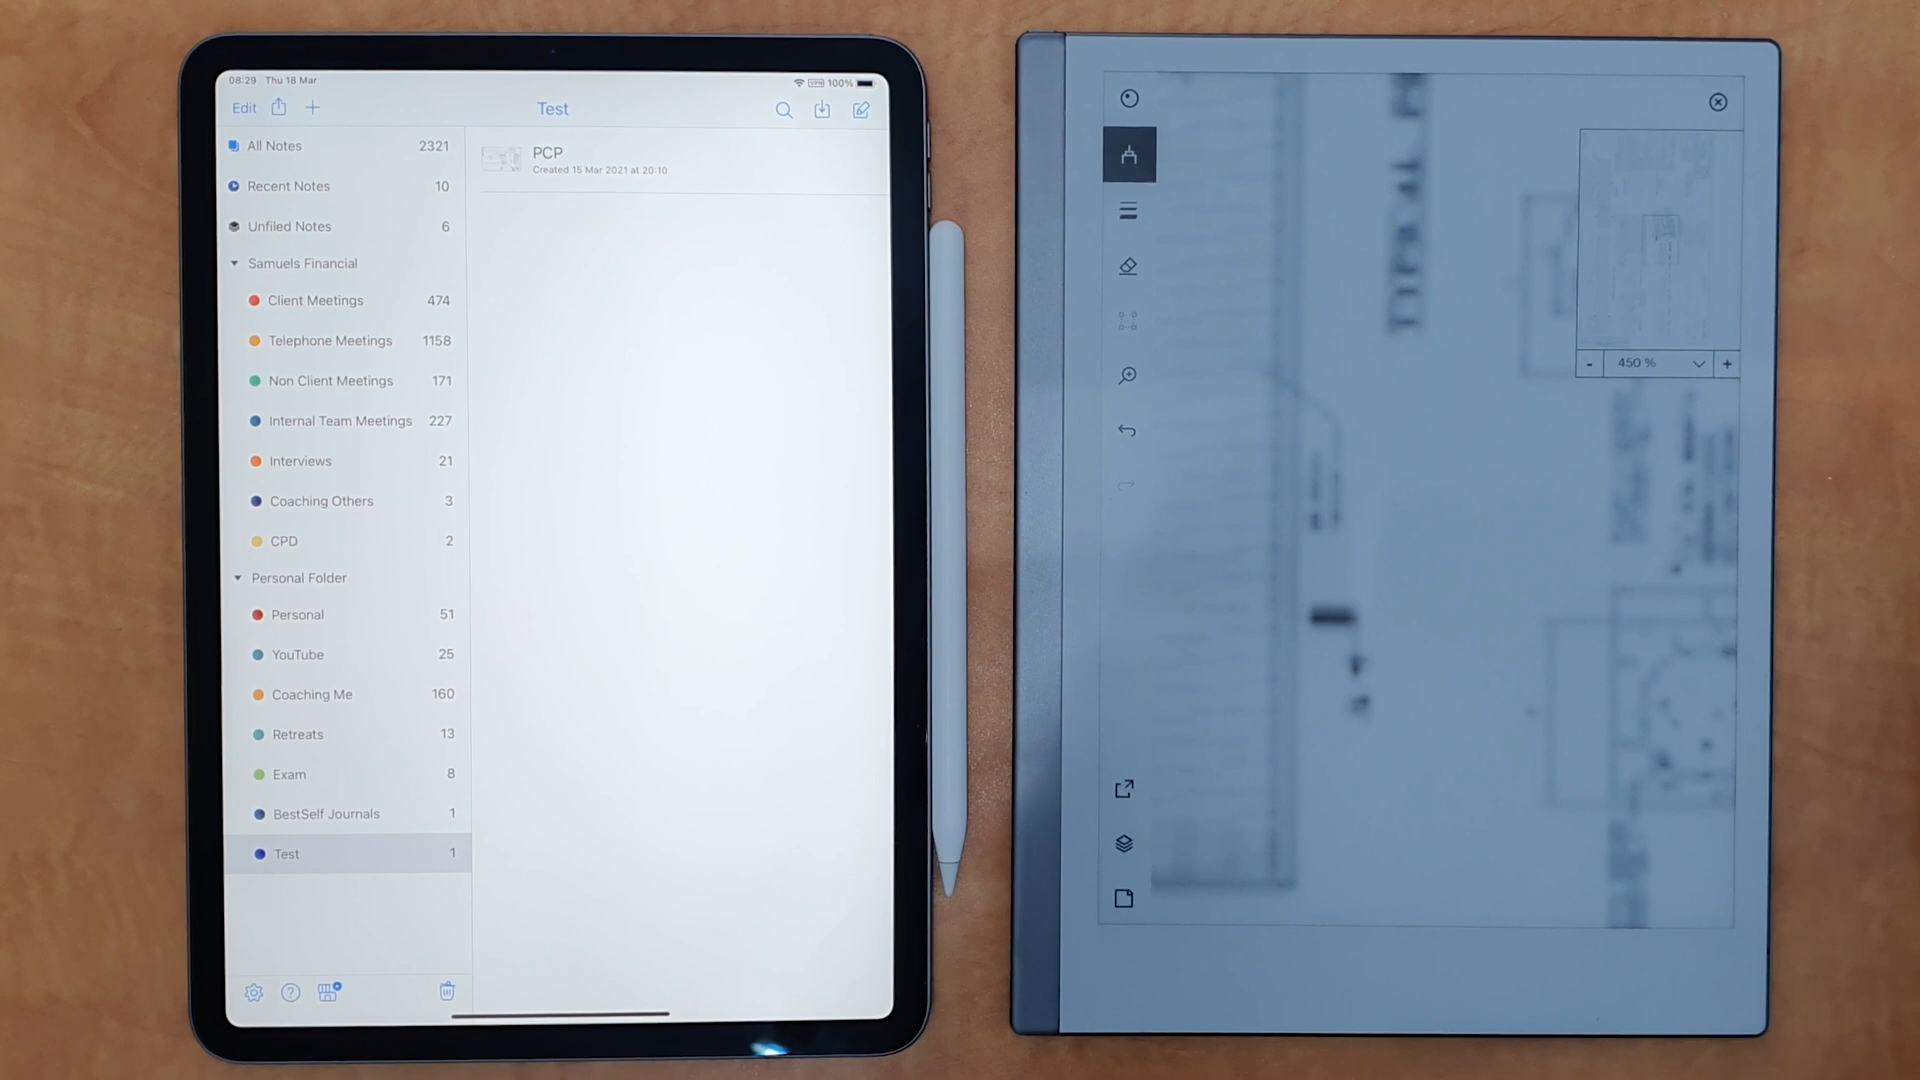 08:29 Thu 18 Mar
VPN 100%
Edit
Test
All Notes 2321
Recent Notes 10
Unfiled Notes 6
Samuels Financial
Client Meetings 474
Telephone Meetings 1158
Non Client Meetings 171
Internal Team Meetings 227
Interviews 21
Coaching Others 3
CPD 2
Personal Folder
Personal 51
YouTube 25
Coaching Me 160
Retreats 13
Exam 8
BestSelf Journals 1
Test 1
PCP
Created 15 Mar 2021 at 20:10
- 450 % +